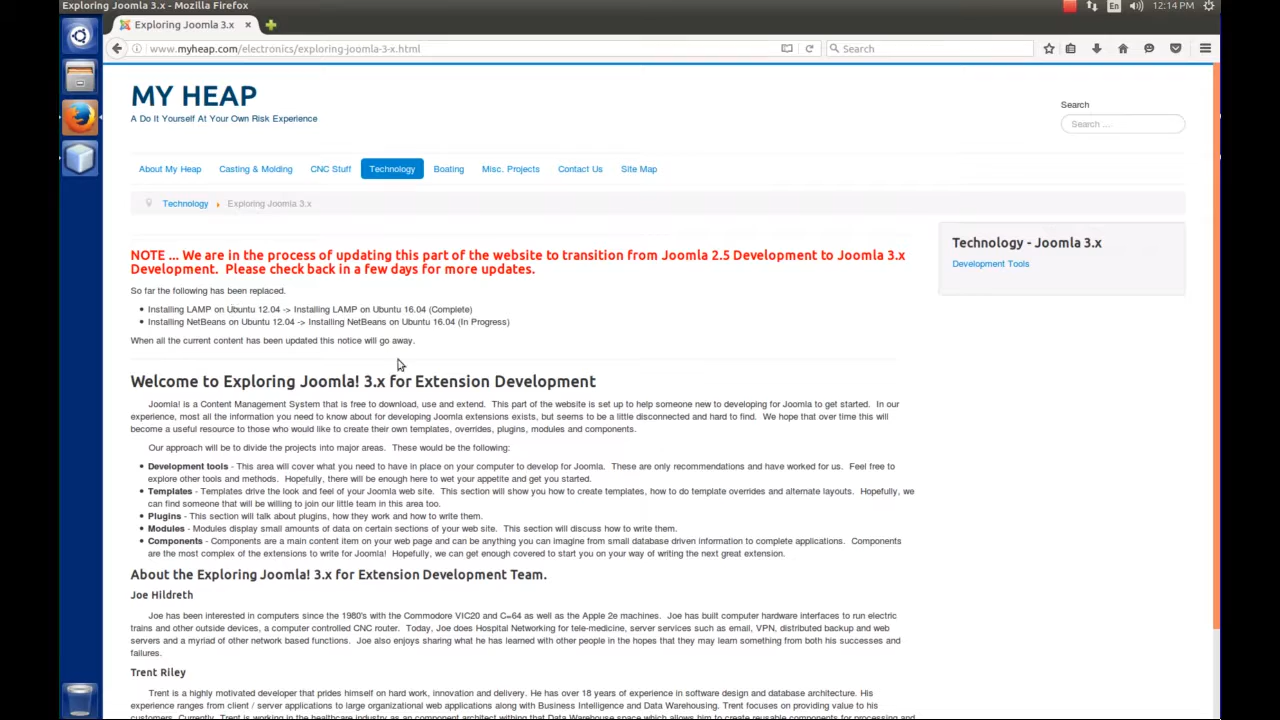 Exploring Joomla 3.x - Mozilla Firefox
En
12:14 PM
Exploring Joomla 3.x
www.myheap.com/electronics/exploring-joomla-3-x.html
Search
MY HEAP
A Do It Yourself At Your Own Risk Experience
Search
Search ...
About My Heap
Casting & Molding
CNC Stuff
Technology
Boating
Misc. Projects
Contact Us
Site Map
Technology
Exploring Joomla 3.x
NOTE ... We are in the process of updating this part of the website to transition from Joomla 2.5 Development to Joomla 3.x
Development.  Please check back in a few days for more updates.
So far the following has been replaced.
• Installing LAMP on Ubuntu 12.04 -> Installing LAMP on Ubuntu 16.04 (Complete)
• Installing NetBeans on Ubuntu 12.04 -> Installing NetBeans on Ubuntu 16.04 (In Progress)
When all the current content has been updated this notice will go away.
Technology - Joomla 3.x
Development Tools
Welcome to Exploring Joomla! 3.x for Extension Development
Joomla! is a Content Management System that is free to download, use and extend.  This part of the website is set up to help someone new to developing for Joomla to get started.  In our
experience, most all the information you need to know about for developing Joomla extensions exists, but seems to be a little disconnected and hard to find.  We hope that over time this will
become a useful resource to those who would like to create their own templates, overrides, plugins, modules and components.
Our approach will be to divide the projects into major areas.  These would be the following:
• Development tools - This area will cover what you need to have in place on your computer to develop for Joomla.  These are only recommendations and have worked for us.  Feel free to
explore other tools and methods.  Hopefully, there will be enough here to wet your appetite and get you started.
• Templates - Templates drive the look and feel of your Joomla web site.  This section will show you how to create templates, how to do template overrides and alternate layouts.  Hopefully, we
can find someone that will be willing to join our little team in this area too.
• Plugins - This section will talk about plugins, how they work and how to write them.
• Modules - Modules display small amounts of data on certain sections of your web site.  This section will discuss how to write them.
• Components - Components are a main content item on your web page and can be anything you can imagine from small database driven information to complete applications.  Components
are the most complex of the extensions to write for Joomla!  Hopefully, we can get enough covered to start you on your way of writing the next great extension.
About the Exploring Joomla! 3.x for Extension Development Team.
Joe Hildreth
Joe has been interested in computers since the 1980's with the Commodore VIC20 and C=64 as well as the Apple 2e machines.  Joe has built computer hardware interfaces to run electric
trains and other outside devices, a computer controlled CNC router.  Today, Joe does Hospital Networking for tele-medicine, server services such as email, VPN, distributed backup and web
servers and a myriad of other network based functions.  Joe also enjoys sharing what he has learned with other people in the hopes that they may learn something from both his successes and
failures.
Trent Riley
Trent is a highly motivated developer that prides himself on hard work, innovation and delivery. He has over 18 years of experience in software design and database architecture. His
experience ranges from client / server applications to large organizational web applications along with Business Intelligence and Data Warehousing. Trent focuses on providing value to his
customers. Currently, Trent is working in the healthcare industry as an component architect withing that Data Warehouse space which allows him to create reusable components for processing and